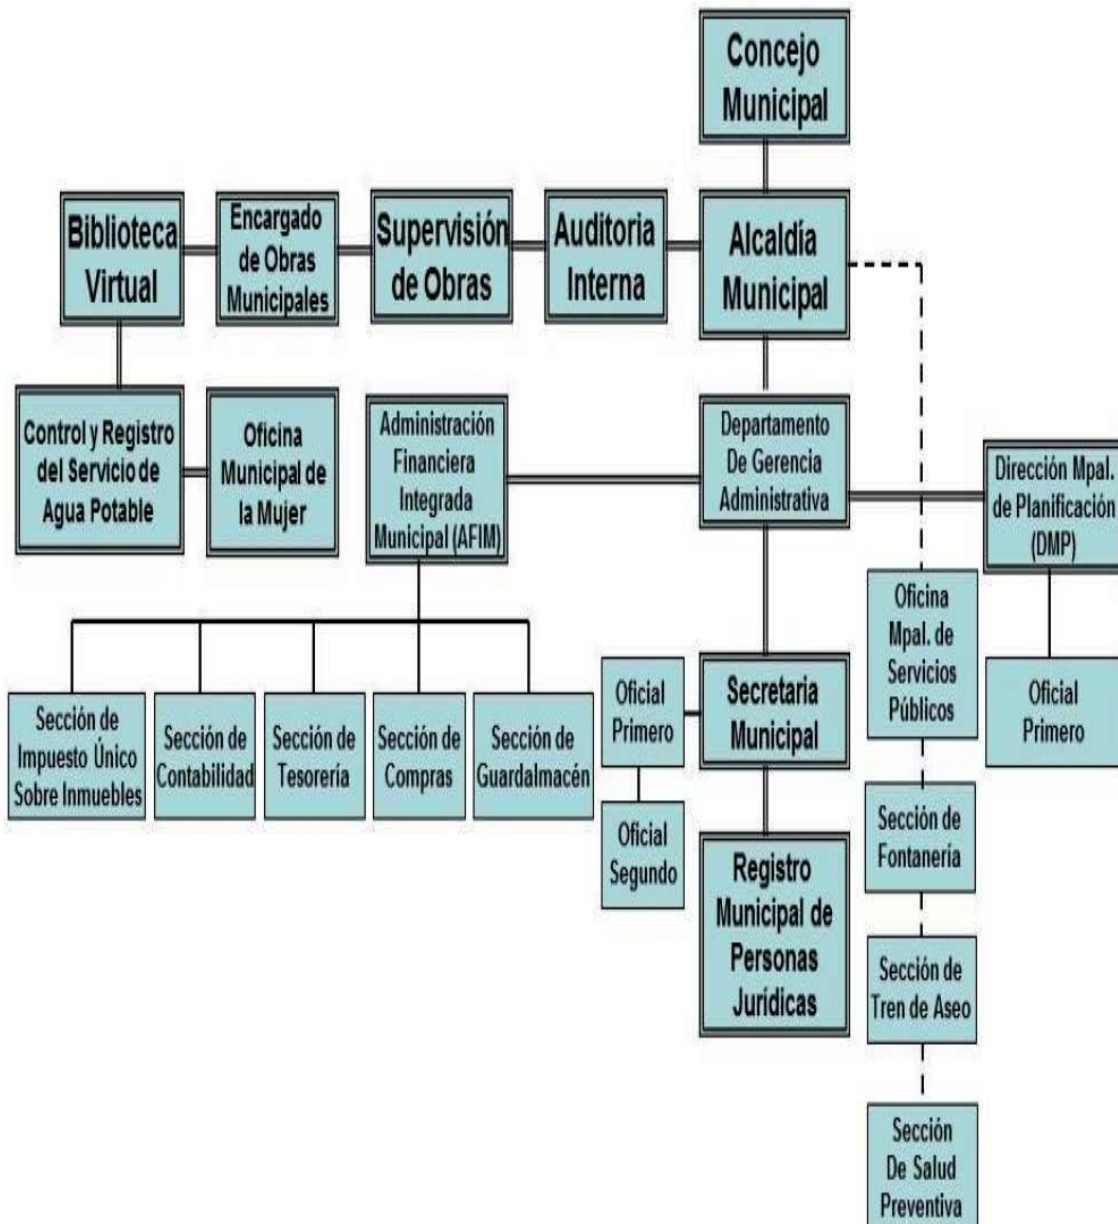 Concejo
Municipal
Biblioteca
Virtual
Encargado
de Obras
Municipales
Supervisión
de Obras
Auditoria
Interna
Alcaldía
Municipal
Control y Registro
del Servicio de
Agua Potable
Oficina
Municipal de
la Mujer
Administración
Financiera
Integrada
Municipal (AFIM)
Departamento
De Gerencia
Administrativa
Dirección Mpal.
de Planificación
(DMP)
Sección de
Impuesto Único
Sobre Inmuebles
Sección de
Contabilidad
Sección de
Tesorería
Sección de
Compras
Sección de
Guardalmacén
Oficial
Primero
Oficial
Segundo
Secretaria
Municipal
Registro
Municipal de
Personas
Jurídicas
Oficina
Mpal. de
Servicios
Públicos
Oficial
Primero
Sección de
Fontanería
Sección de
Tren de Aseo
Sección
De Salud
Preventiva